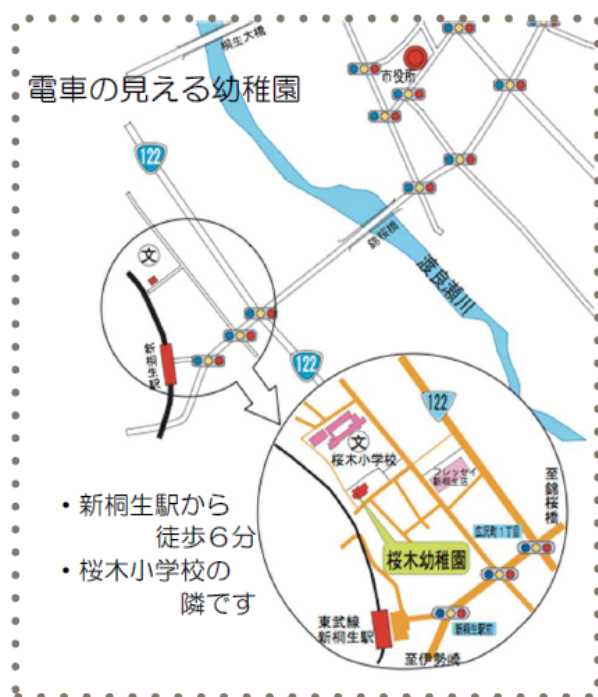 桐生大橋
市役所
電車の見える幼稚園
122
文
錦桜橋
渡良瀬川
新桐生駅
122
122
文
桜木小学校
フレッセイ
新桐生店
至錦桜橋
広沢町1丁目
桜木幼稚園
・新桐生駅から
徒歩6分
・桜木小学校の
隣です
東武線
新桐生駅
新桐生駅前
至伊勢崎